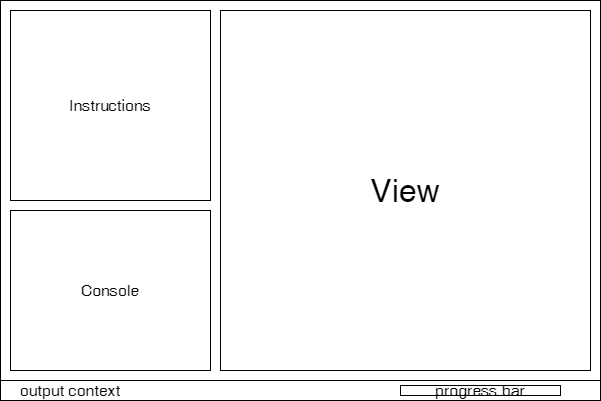 Instructions
View
Console
output context
progress bar